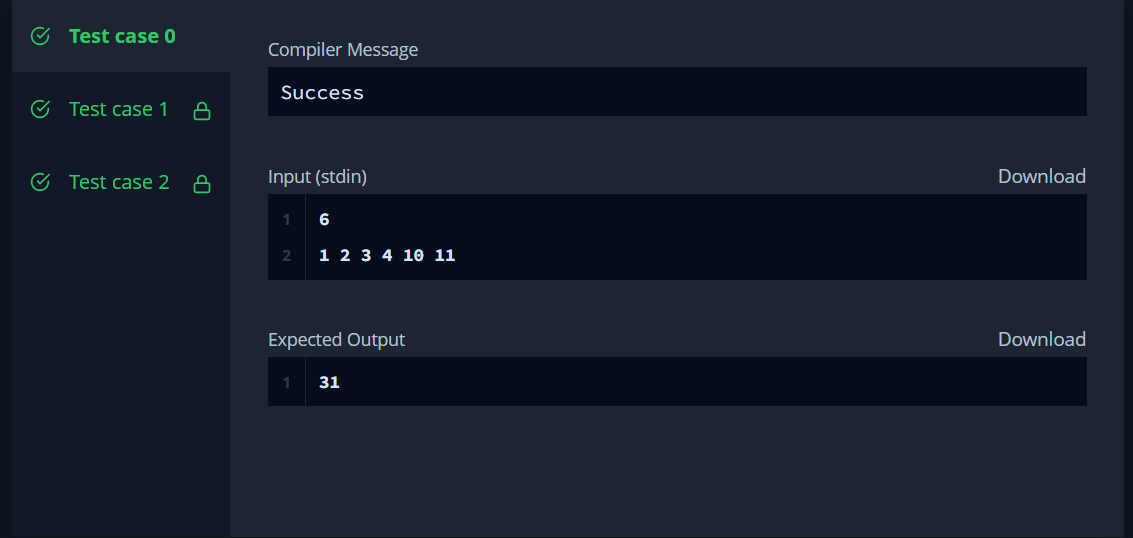 Test case 0
Test case 1
Test case 2
Compiler Message
Success
Input (stdin)
Download
1 6
2 1 2 3 4 10 11
Expected Output
Download
1 31